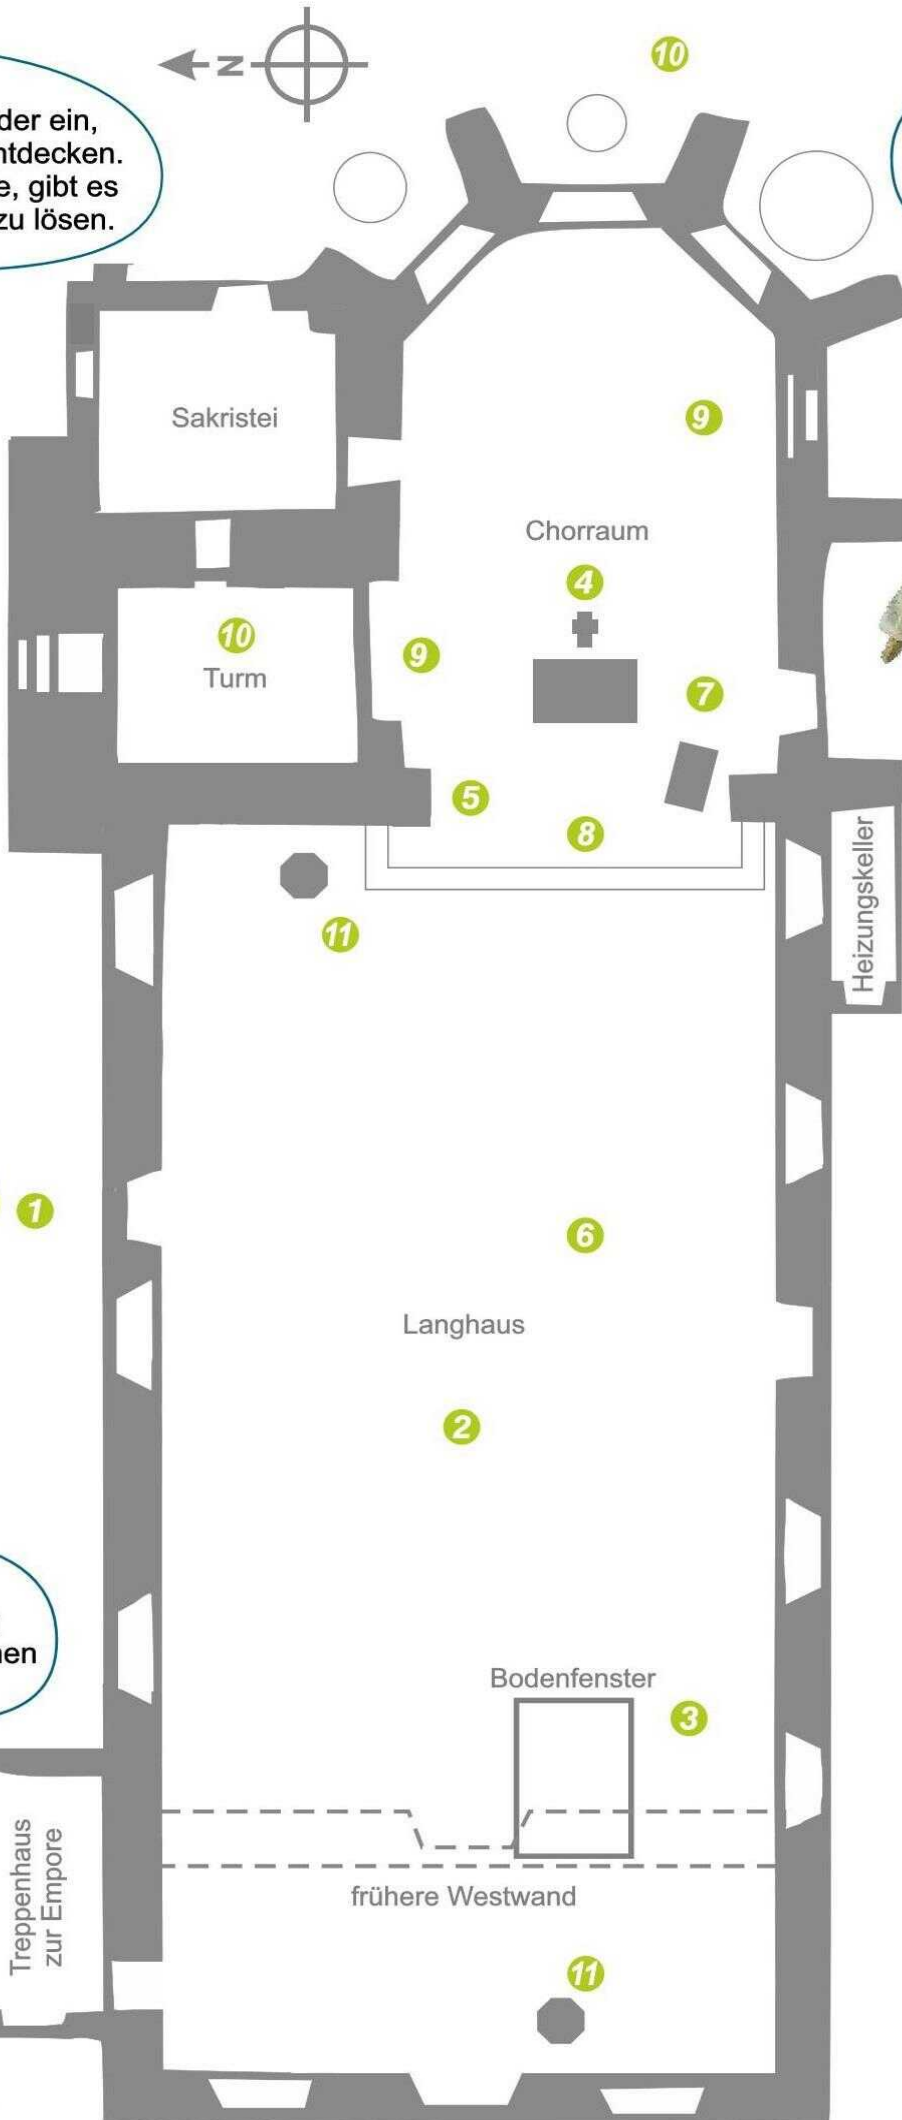 N
10
der ein,
ntdecken.
e, gibt es
zu lösen.
Sakristei
9
Chorraum
4
10
Turm
9
7
5
8
Heizungskeller
11
1
6
Langhaus
2
nen
Bodenfenster
3
Treppenhaus
zur Empore
frühere Westwand
11